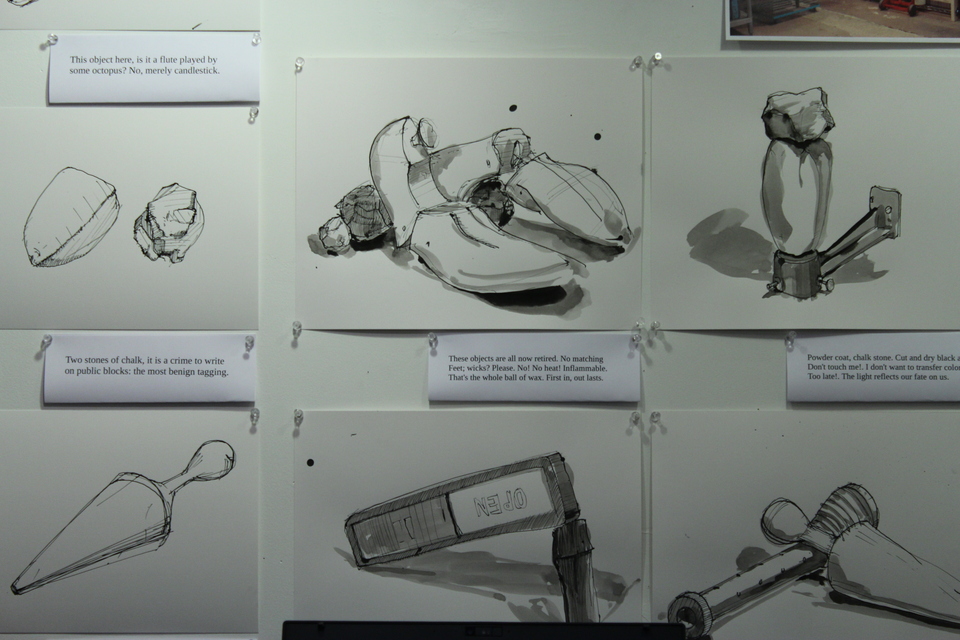 This object here, is it a flute played by
some octopus? No, merely candlestick.
Two stones of chalk, it is a crime to write
on public blocks: the most benign tagging.
These objects are all now retired. No matching
Feet; wicks? Please. No! No heat! Inflammable.
That's the whole ball of wax. First in, out lasts.
Powder coat, chalk stone. Cut and dry black
Don't touch me!. I don't want to transfer
Too late!. The light reflects our fate on us.
OPEN